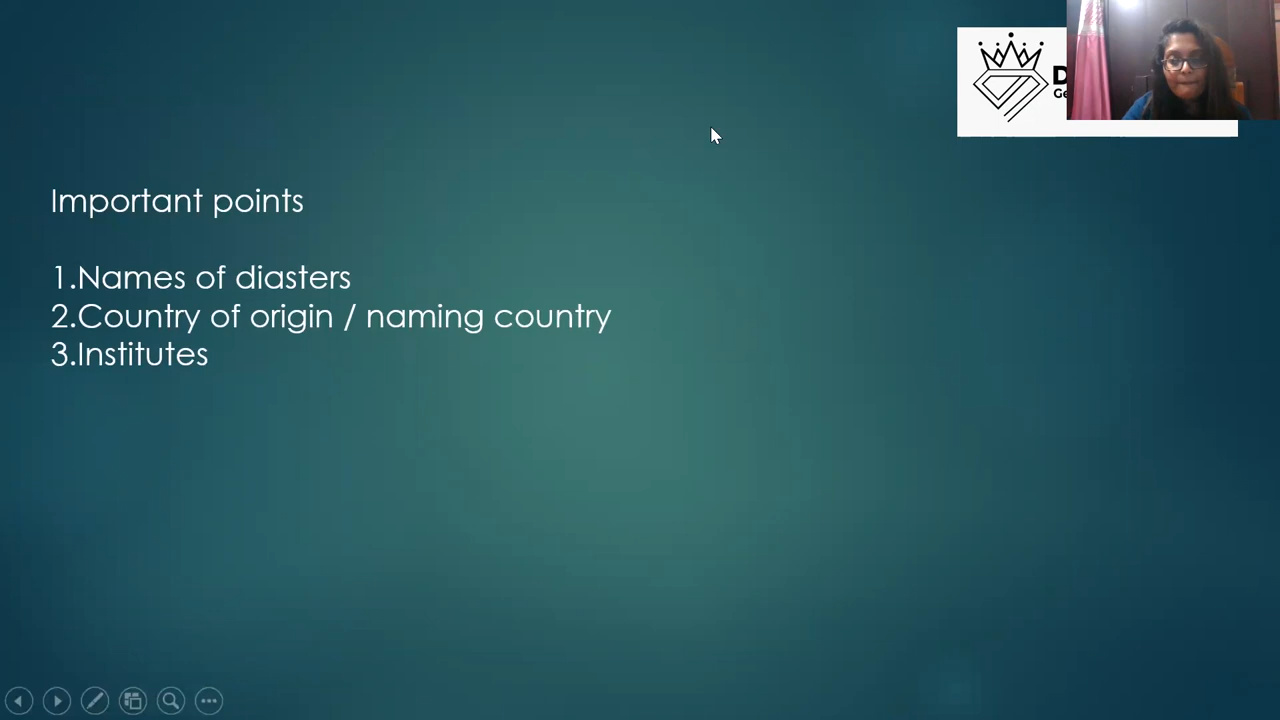 Important points
1.Names of diasters
2.Country of origin / naming country
3.Institutes